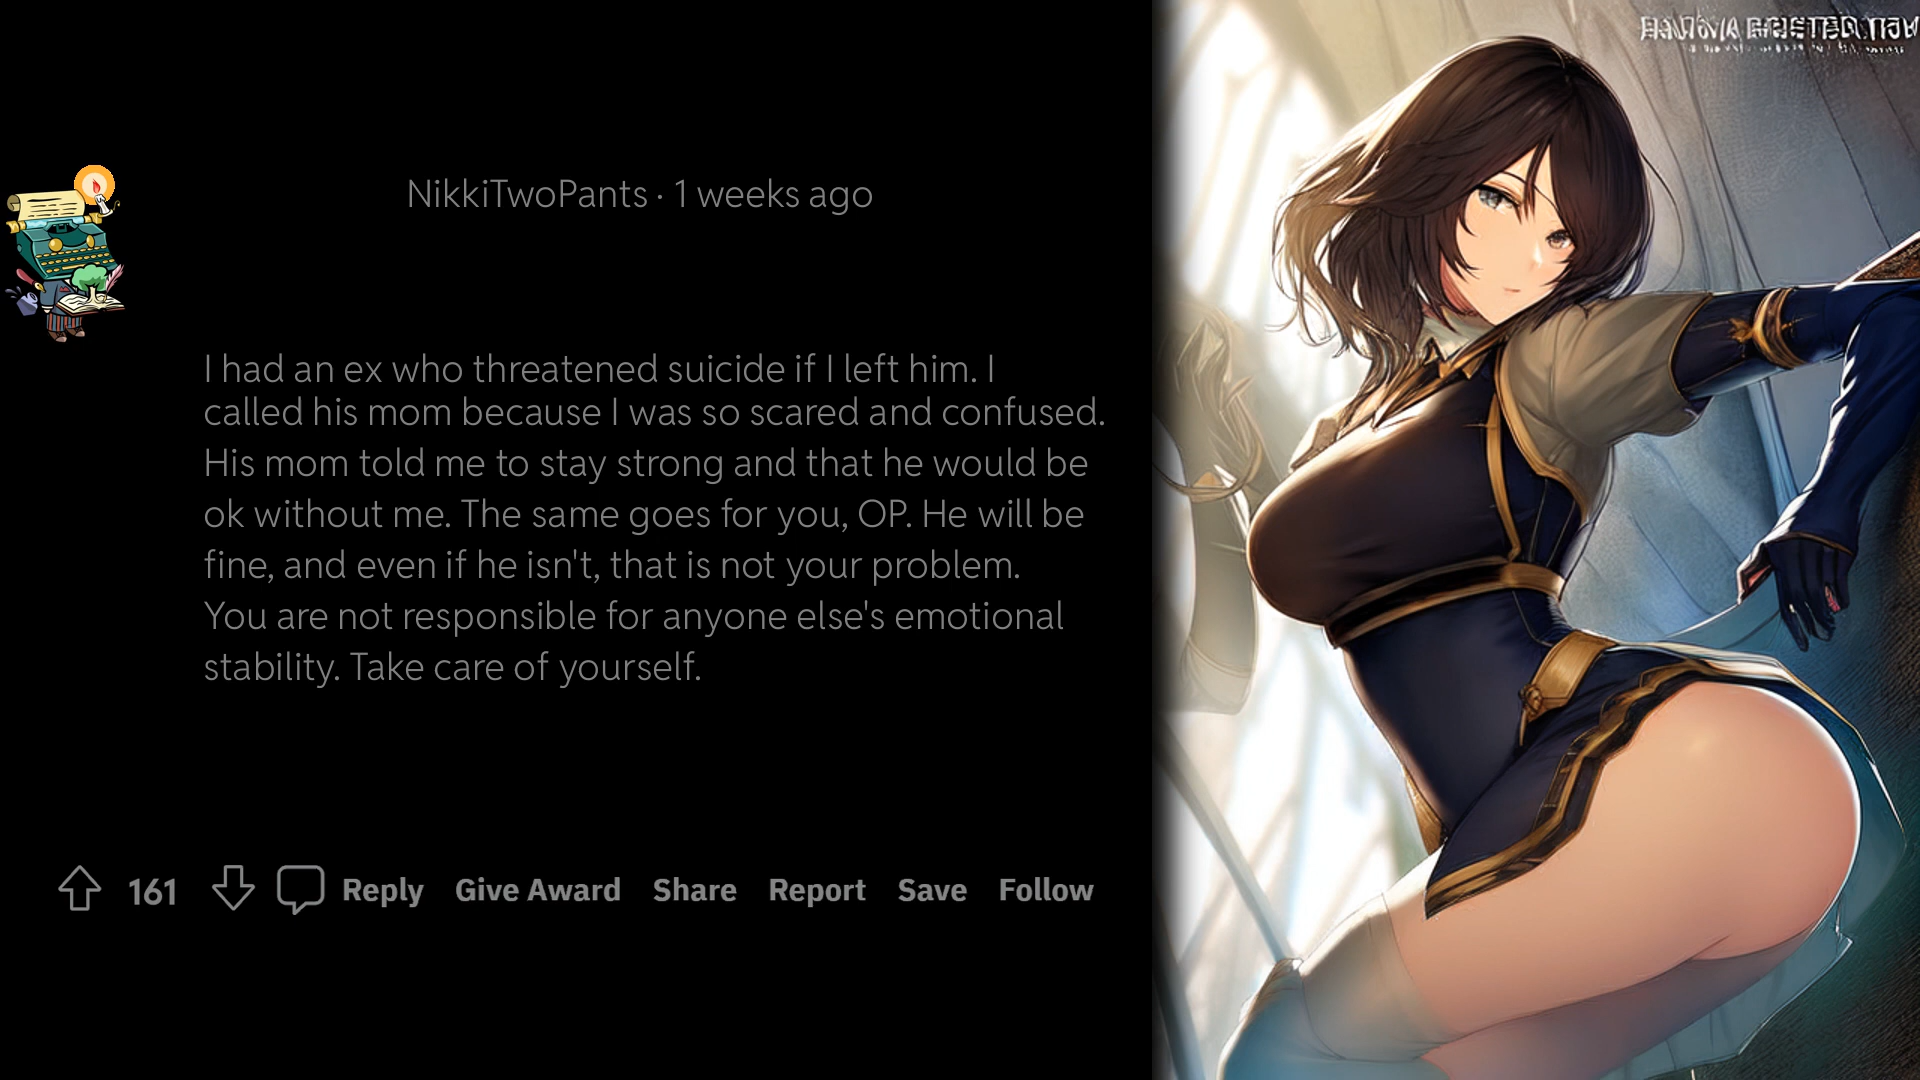 NikkiTwoPants · 1 weeks ago
I had an ex who threatened suicide if I left him. I
called his mom because I was so scared and confused.
His mom told me to stay strong and that he would be
ok without me. The same goes for you, OP. He will be
fine, and even if he isn't, that is not your problem.
You are not responsible for anyone else's emotional
stability. Take care of yourself.
161 Reply Give Award Share Report Save Follow